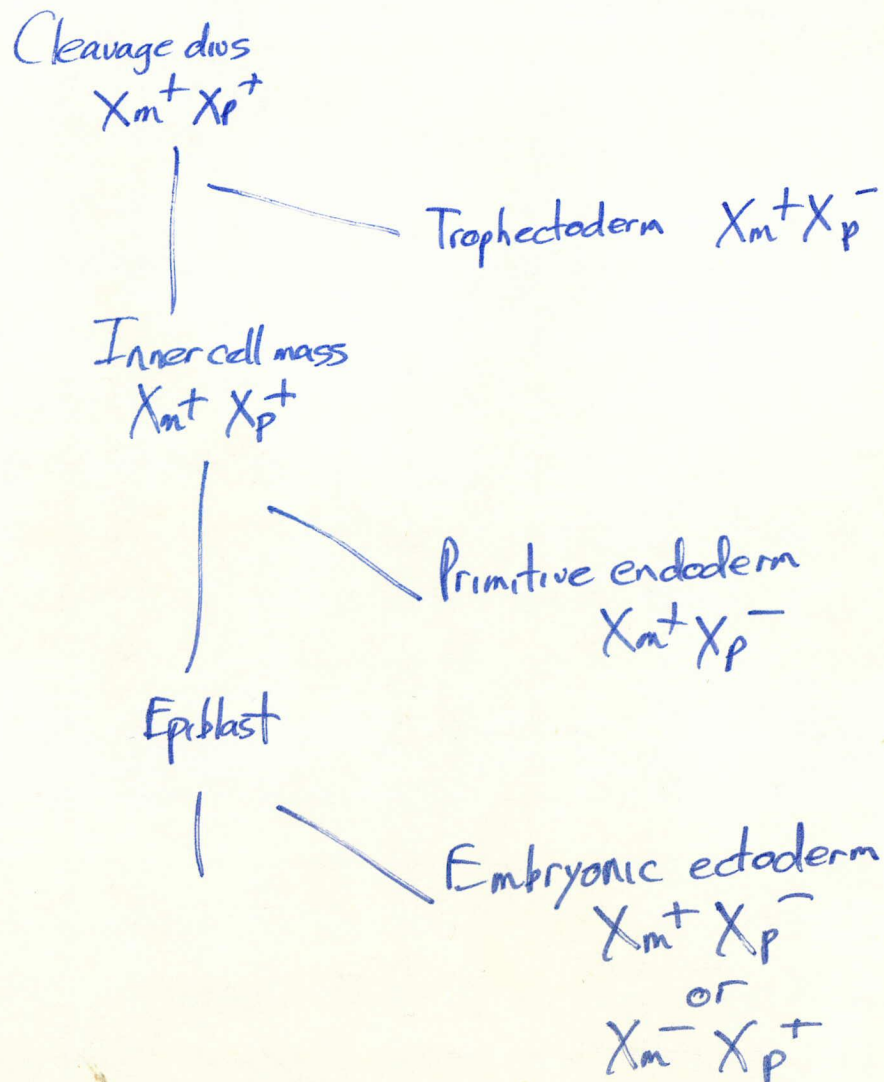 Cleavage divs
Xm+ Xp+
Trophectoderm Xm+ Xp-
Inner cell mass
Xm+ Xp+
Primitive endoderm
Xm+ Xp-
Epiblast
Embryonic ectoderm
Xm+ Xp-
or
Xm- Xp+